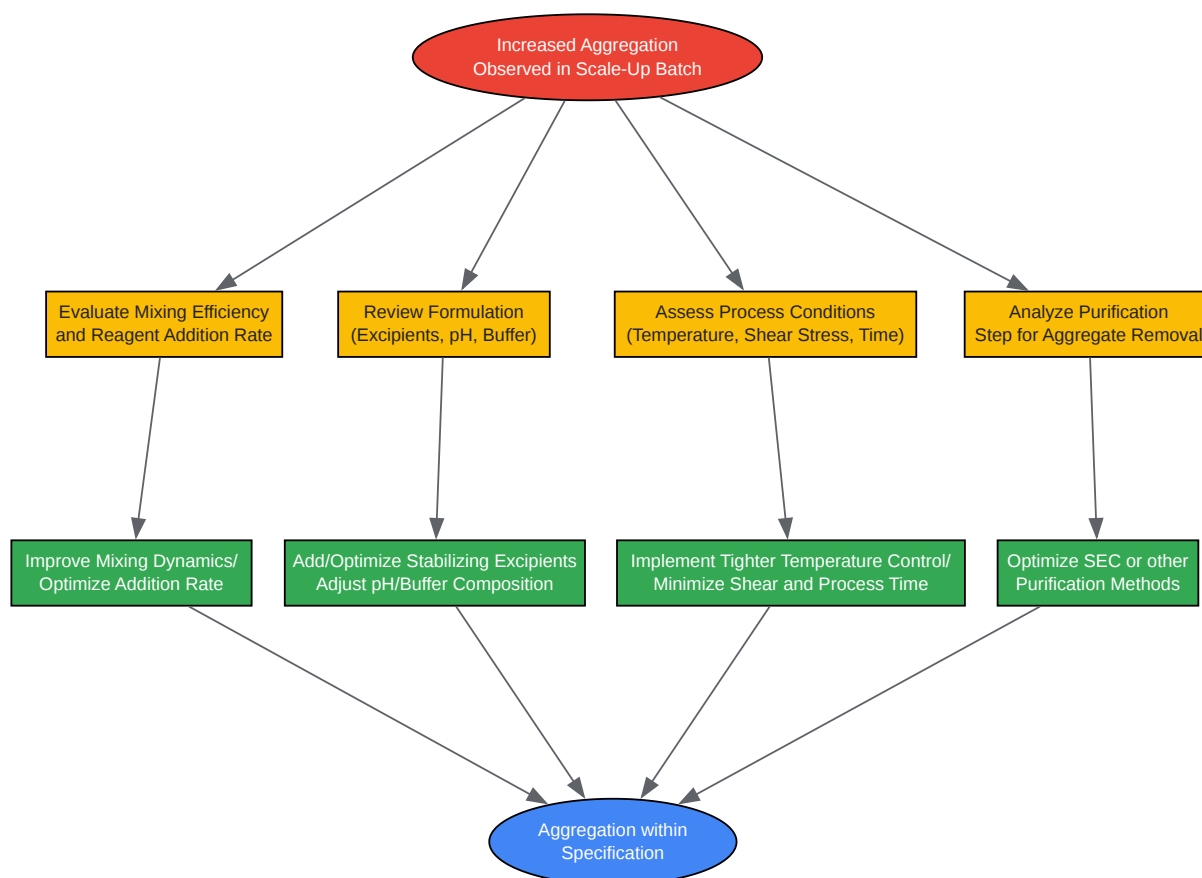 Increased Aggregation
Observed in Scale-Up Batch
Evaluate Mixing Efficiency
and Reagent Addition Rate
Review Formulation
(Excipients, pH, Buffer)
Assess Process Conditions
(Temperature, Shear Stress, Time)
Analyze Purification
Step for Aggregate Removal
Improve Mixing Dynamics/
Optimize Addition Rate
Add/Optimize Stabilizing Excipients
Adjust pH/Buffer Composition
Implement Tighter Temperature Control/
Minimize Shear and Process Time
Optimize SEC or other
Purification Methods
Aggregation within
Specification